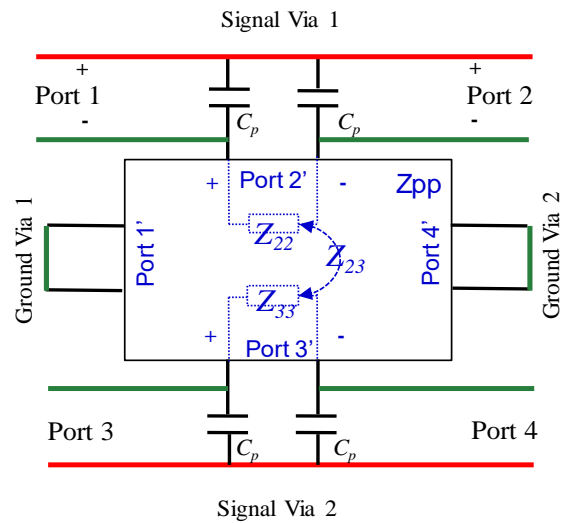 Signal Via 1
+ +
Port 1 Port 2
- -
Cp Cp
+ Port 2' - Zpp
Z22
Ground Via 1 Port 1' Z23 Port 4' Ground Via 2
Z33
+ Port 3' -
Port 3 Port 4
Cp Cp
Signal Via 2